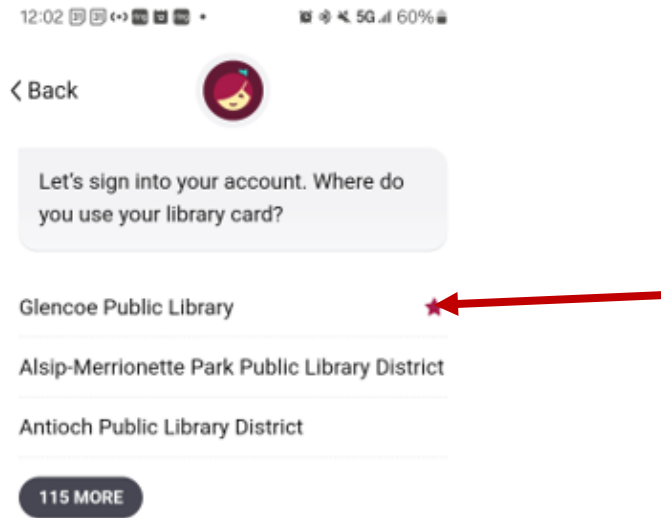 12:02
5G 60%
Back
Let's sign into your account. Where do
you use your library card?
Glencoe Public Library
Alsip-Merrionette Park Public Library District
Antioch Public Library District
115 MORE